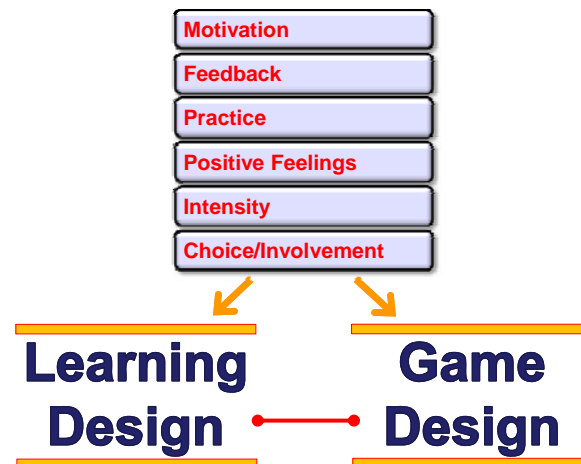 Motivation
Feedback
Practice
Positive Feelings
Intensity
Choice/Involvement
Learning
Design
Game
Design